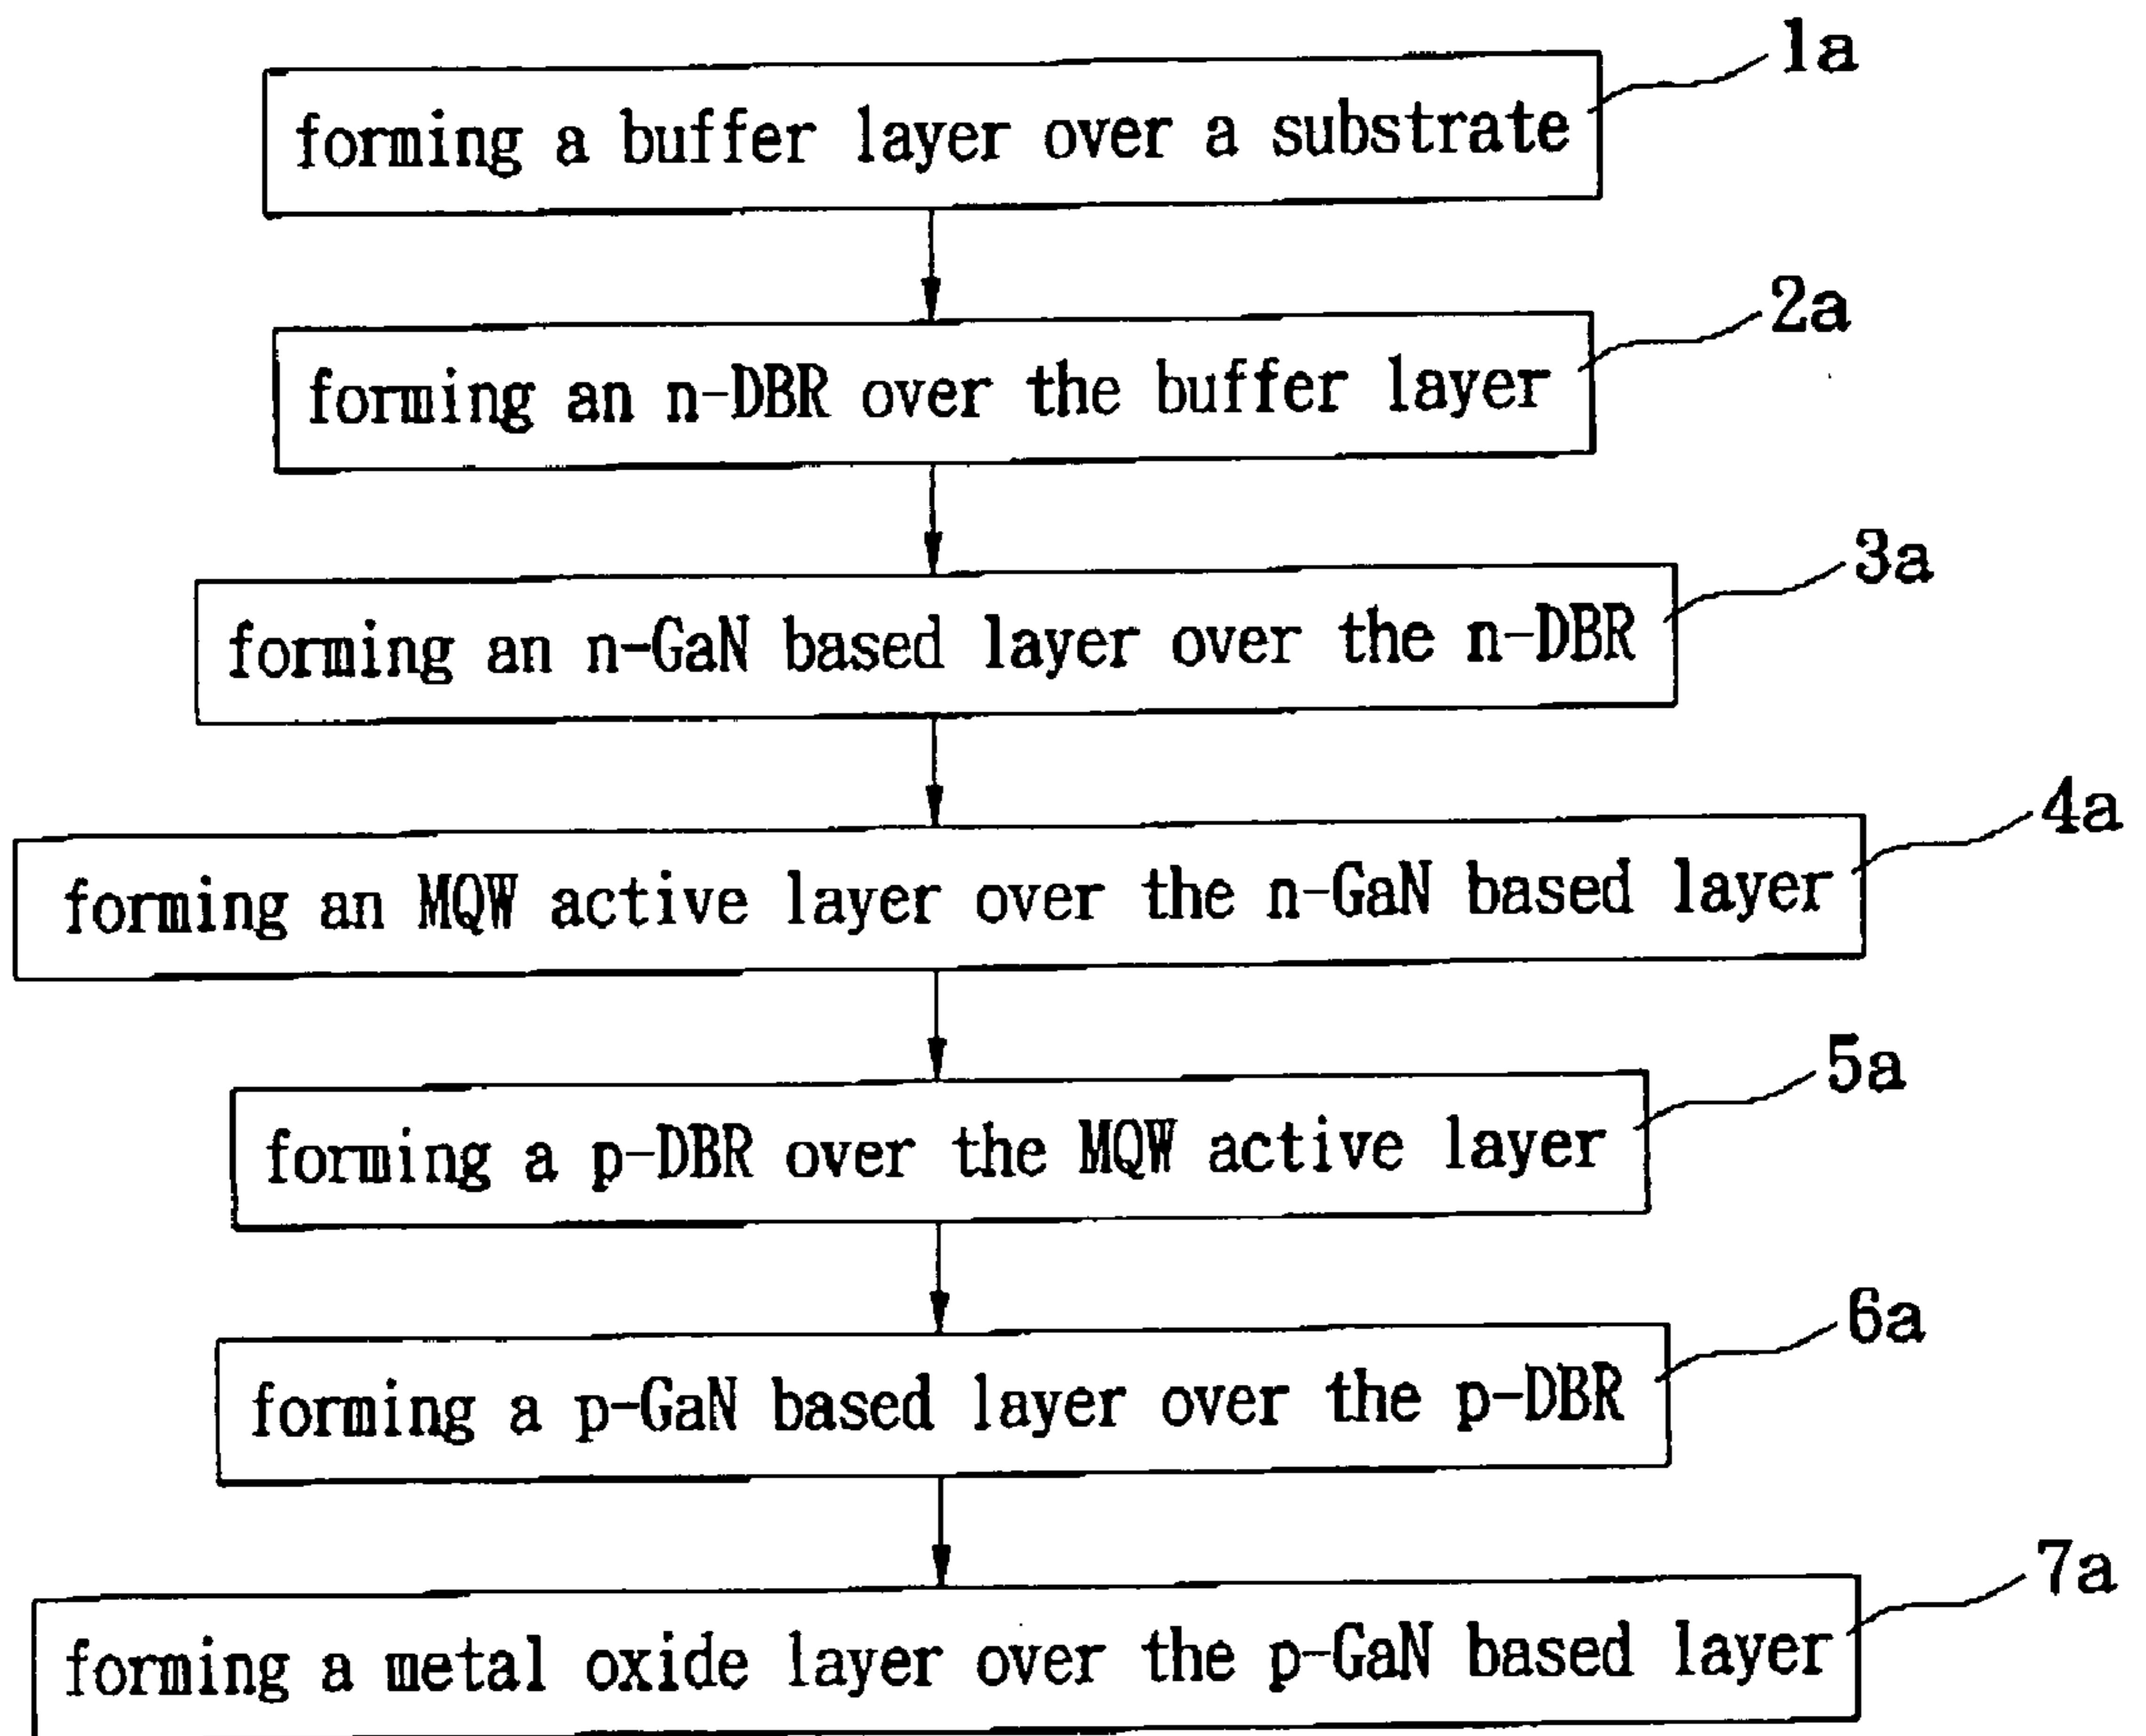 1a
forming a buffer layer over a substrate
2a
forming an n-DBR over the buffer layer
3a
forming an n-GaN based layer over the n-DBR
4a
forming an MQW active layer over the n-GaN based layer
5a
forming a p-DBR over the MQW active layer
6a
forming a p-GaN based layer over the p-DBR
7a
forming a metal oxide layer over the p-GaN based layer